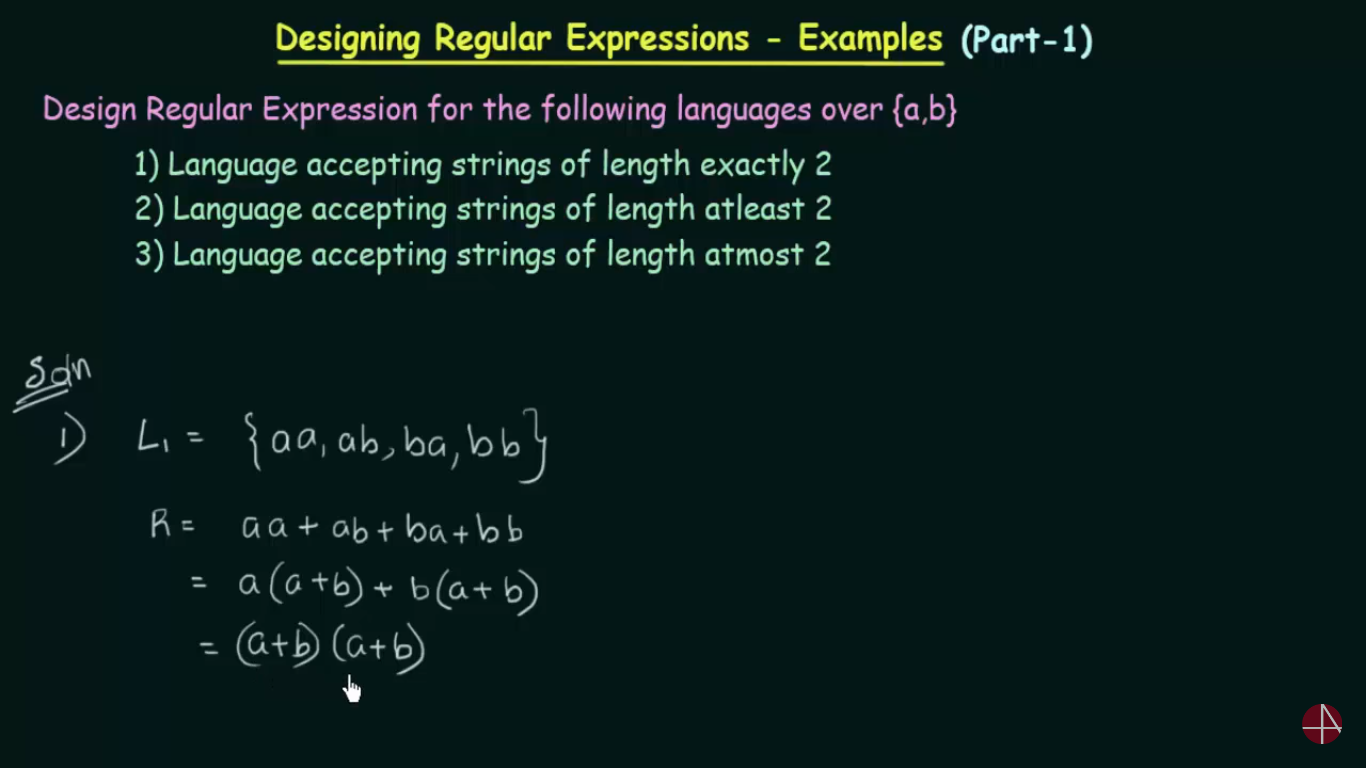 Designing Regular Expressions - Examples (Part-1)
Design Regular Expression for the following languages over {a,b}
1) Language accepting strings of length exactly 2
2) Language accepting strings of length atleast 2
3) Language accepting strings of length atmost 2
Soln
1) L₁ = {aa, ab, ba, bb}
R = aa + ab + ba + bb
= a(a+b) + b(a+b)
= (a+b) (a+b)